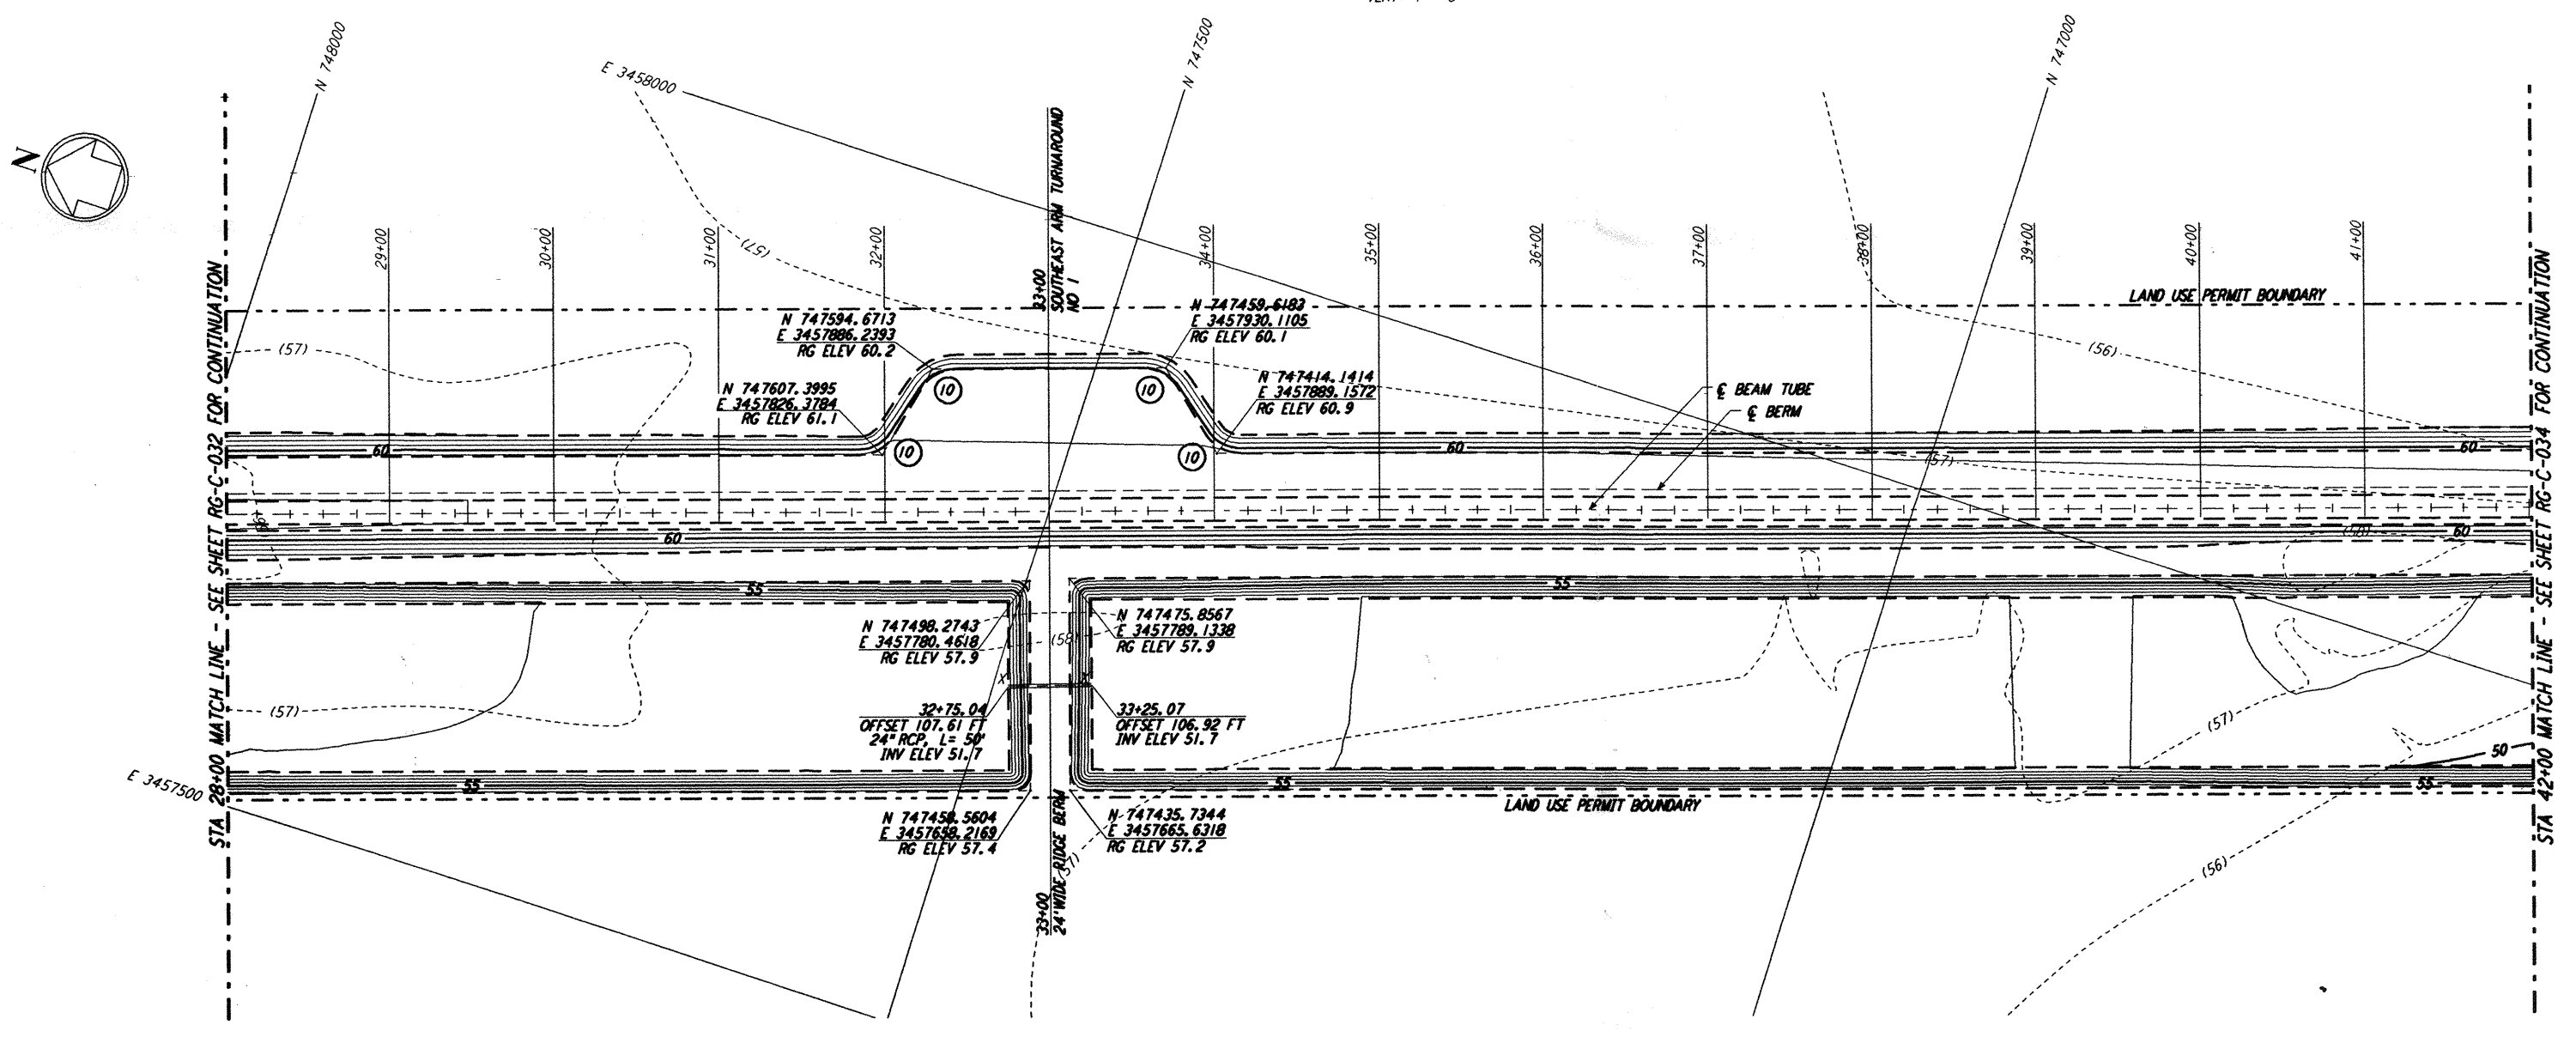 N 748000
E 3458000
N 747500
N 747000
N
29+00
30+00
31+00
32+00
33+00
SOUTHEAST ARM TURNAROUND
NO 1
34+00
35+00
36+00
37+00
38+00
39+00
40+00
41+00
LAND USE PERMIT BOUNDARY
(57)
(57)
(56)
N 747594.6713
E 3457886.2393
RG ELEV 60.2
N 747459.6183
E 3457930.1105
RG ELEV 60.1
N 747607.3995
E 3457826.3784
RG ELEV 61.1
N 747414.1414
E 3457889.1572
RG ELEV 60.9
10
10
10
10
℄ BEAM TUBE
℄ BERM
60
60
(57)
60
60
(58)
60
STA 28+00 MATCH LINE - SEE SHEET RG-C-032 FOR CONTINUATION
STA 42+00 MATCH LINE - SEE SHEET RG-C-034 FOR CONTINUATION
55
55
N 747498.2743
E 3457780.4618
RG ELEV 57.9
(58)
N 747475.8567
E 3457789.1338
RG ELEV 57.9
(57)
32+75.04
OFFSET 107.61 FT
24" RCP, L= 50'
INV ELEV 51.7
33+25.07
OFFSET 106.92 FT
INV ELEV 51.7
(57)
50
E 3457500
55
55
55
LAND USE PERMIT BOUNDARY
N 747458.5604
E 3457658.2169
RG ELEV 57.4
N 747435.7344
E 3457665.6318
RG ELEV 57.2
33+00
24' WIDE RIDGE BERM
(57)
(56)